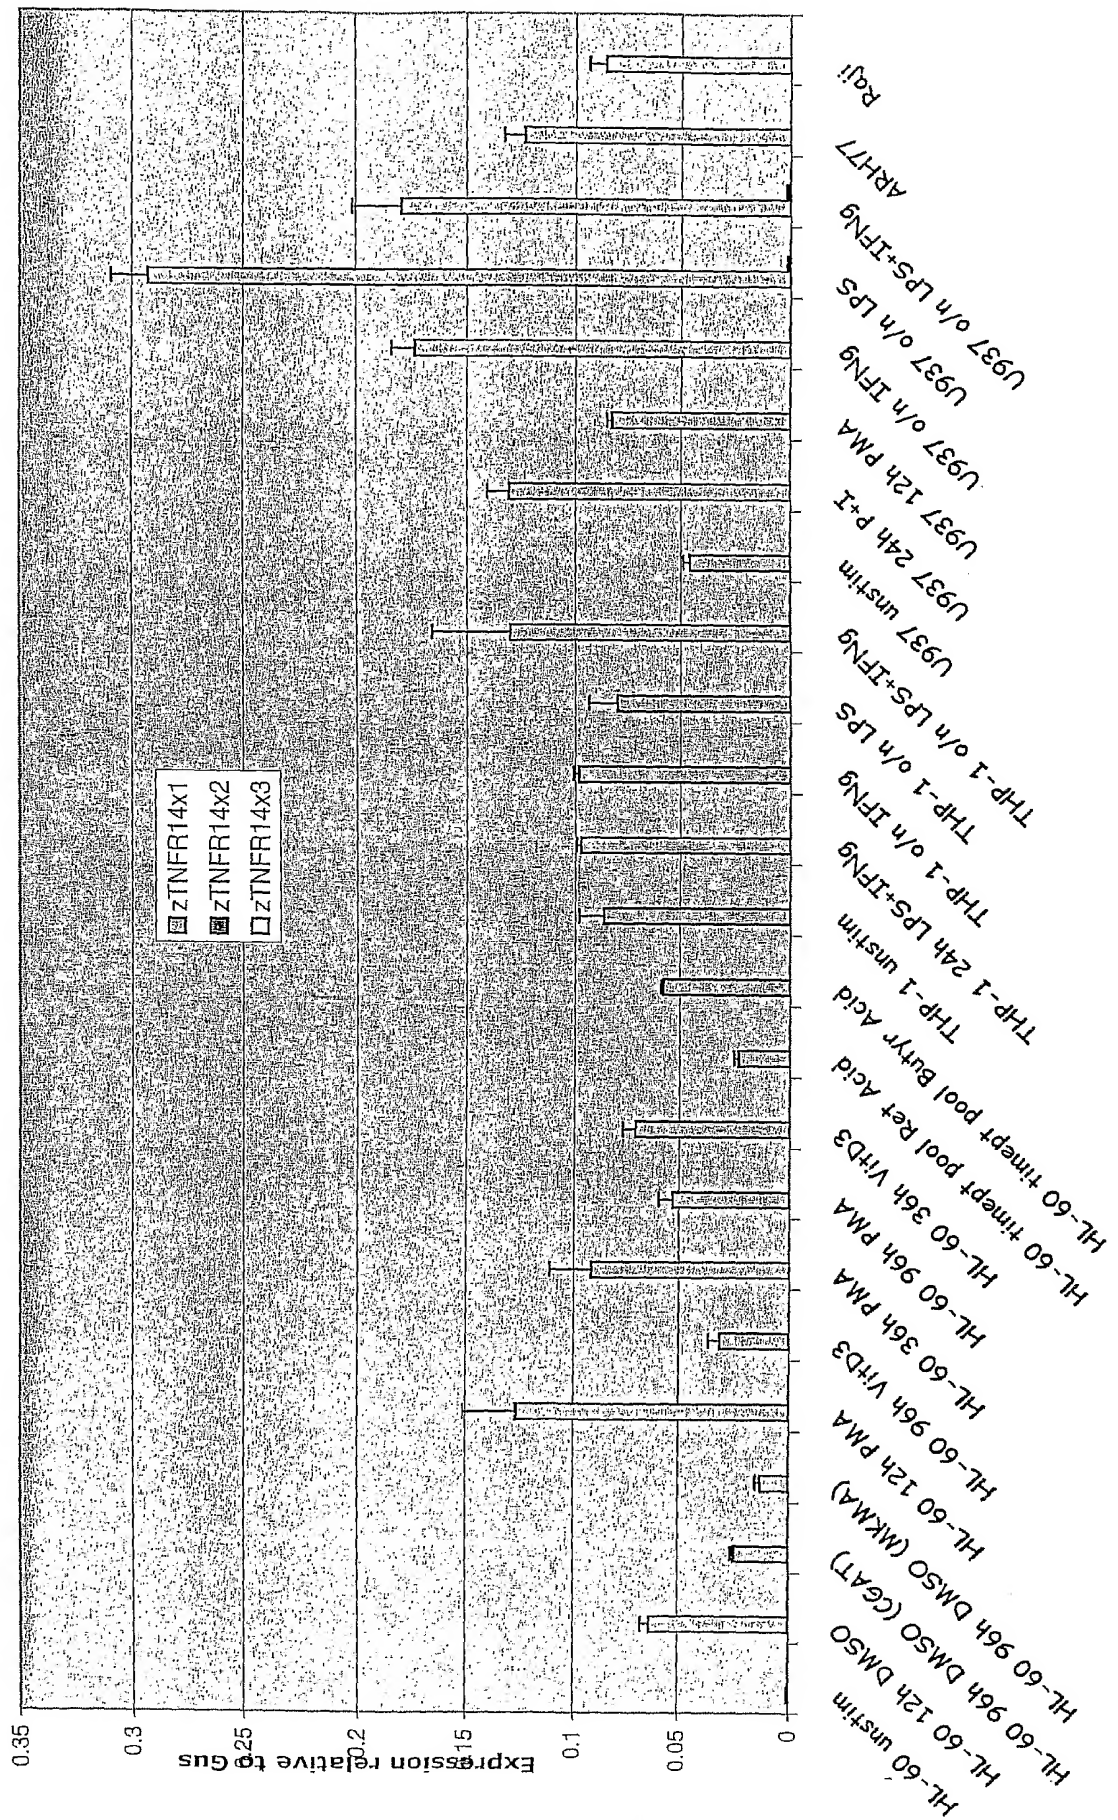 Expression relative to Gus
0.35
0.3
0.25
0.2
0.15
0.1
0.05
0
zTNFR14x1
zTNFR14x2
zTNFR14x3
HL-60 unstim
HL-60 12h DMSO
HL-60 96h DMSO (CGAT)
HL-60 96h DMSO (MKMA)
HL-60 12h PMA
HL-60 96h VitD3
HL-60 36h PMA
HL-60 96h PMA
HL-60 36h VitD3
HL-60 timept pool Ret Acid
HL-60 timept pool Butyr Acid
THP-1 unstim
THP-1 24h LPS+IFNg
THP-1 o/n IFNg
THP-1 o/n LPS
THP-1 o/n LPS+IFNg
U937 unstim
U937 24h P+I
U937 12h PMA
U937 o/n IFNg
U937 o/n LPS
U937 o/n LPS+IFNg
ARH77
Raji